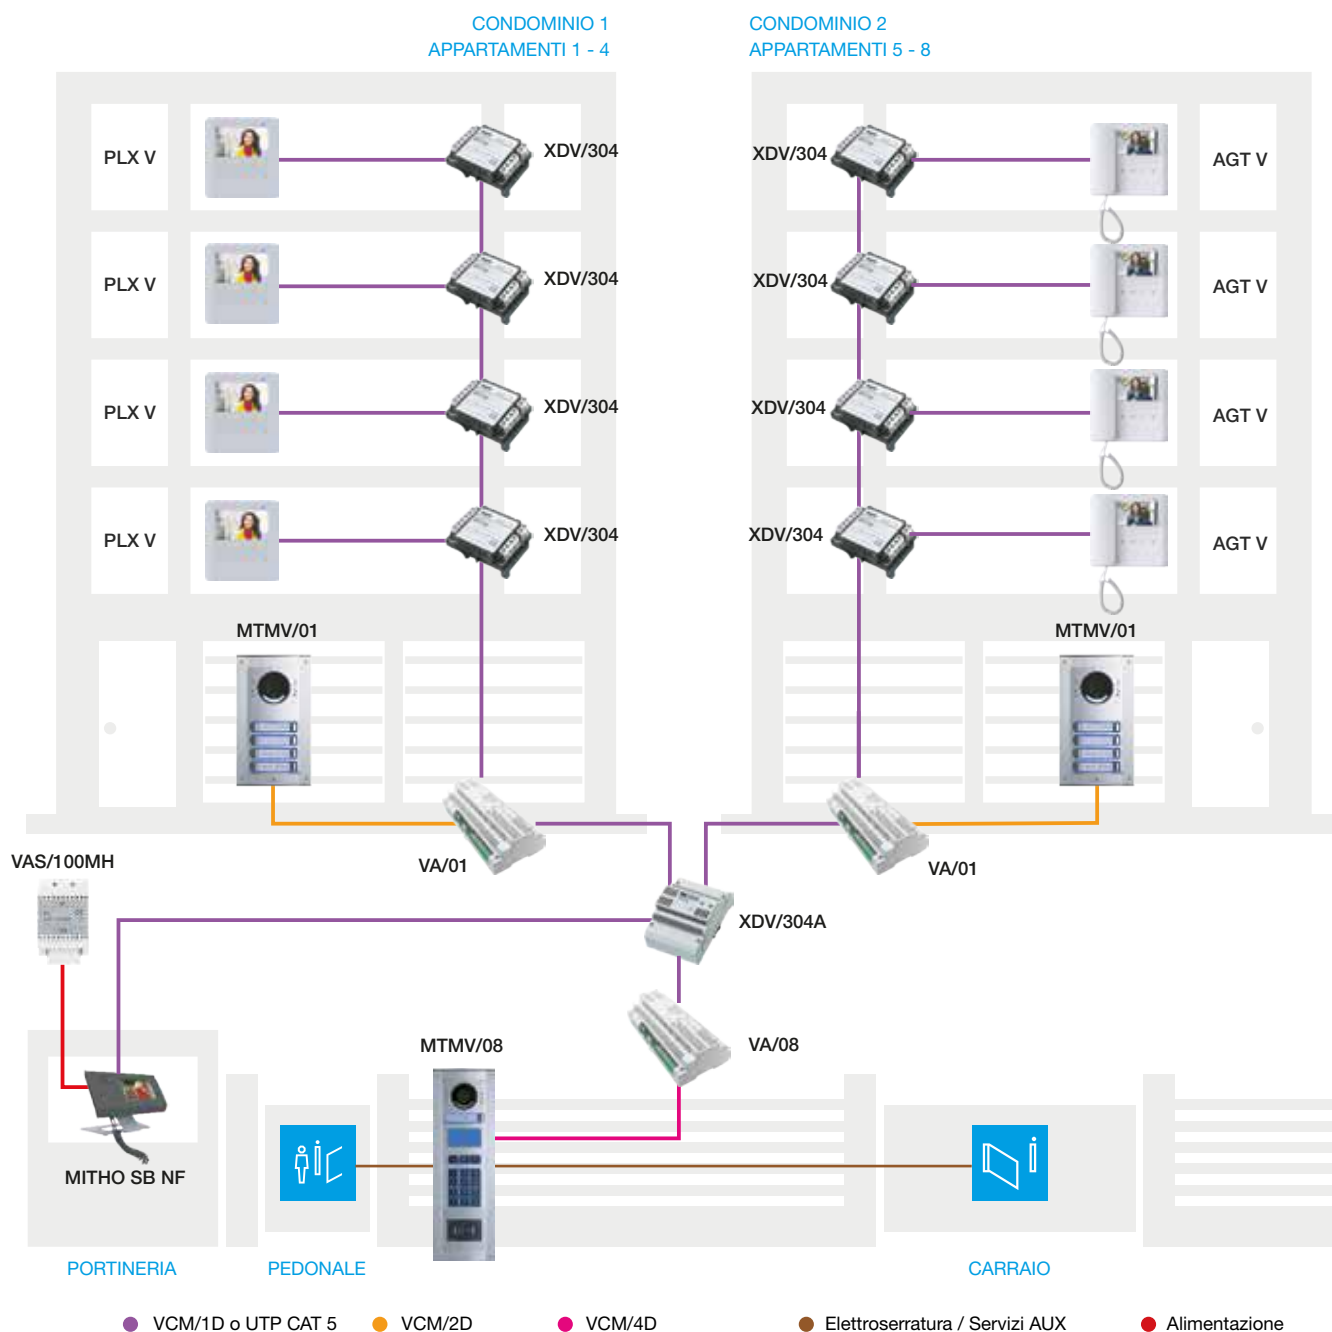 CONDOMINIO 1
APPARTAMENTI 1 - 4
CONDOMINIO 2
APPARTAMENTI 5 - 8
PLX V
XDV/304
XDV/304
AGT V
PLX V
XDV/304
XDV/304
AGT V
PLX V
XDV/304
XDV/304
AGT V
PLX V
XDV/304
XDV/304
AGT V
MTMV/01
MTMV/01
VAS/100MH
VA/01
VA/01
XDV/304A
MTMV/08
VA/08
MITHO SB NF
PORTINERIA
PEDONALE
CARRAIO
VCM/1D o UTP CAT 5
VCM/2D
VCM/4D
Elettroserratura / Servizi AUX
Alimentazione